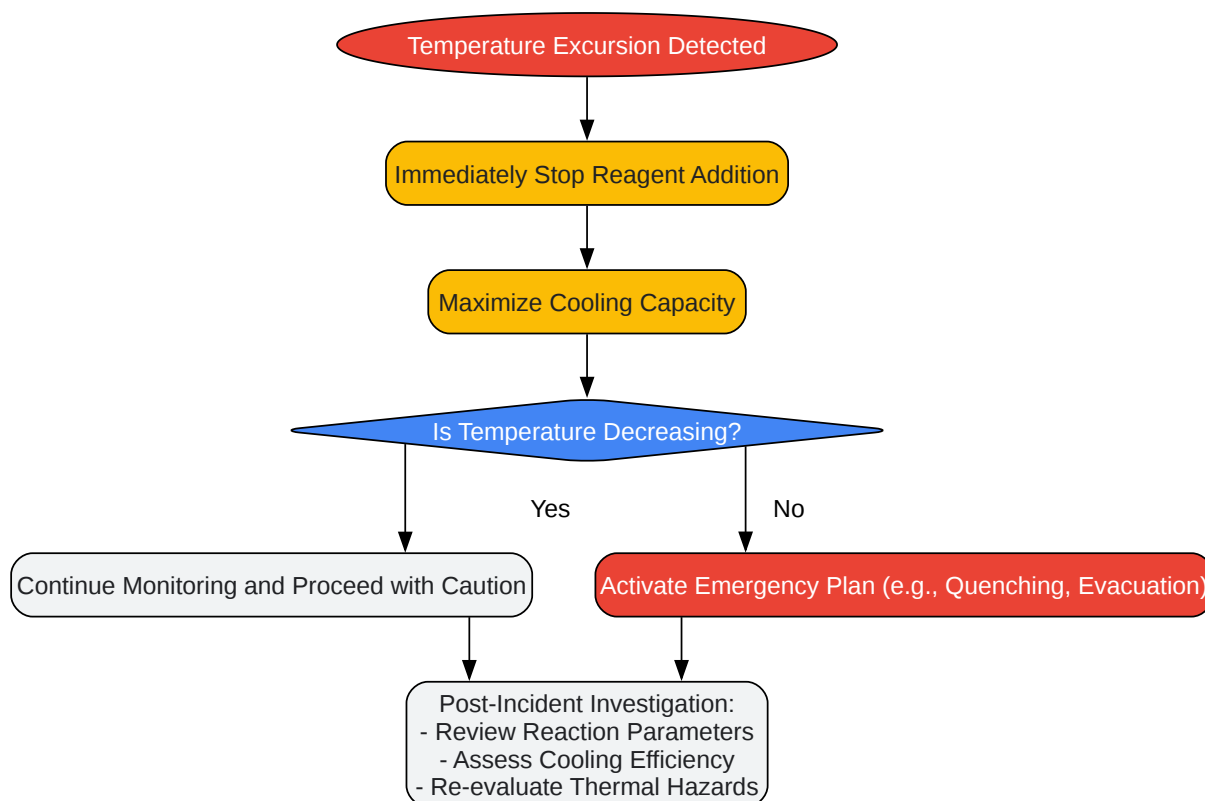 Temperature Excursion Detected
Immediately Stop Reagent Addition
Maximize Cooling Capacity
Is Temperature Decreasing?
Yes
No
Continue Monitoring and Proceed with Caution
Activate Emergency Plan (e.g., Quenching, Evacuation)
Post-Incident Investigation:
- Review Reaction Parameters
- Assess Cooling Efficiency
- Re-evaluate Thermal Hazards